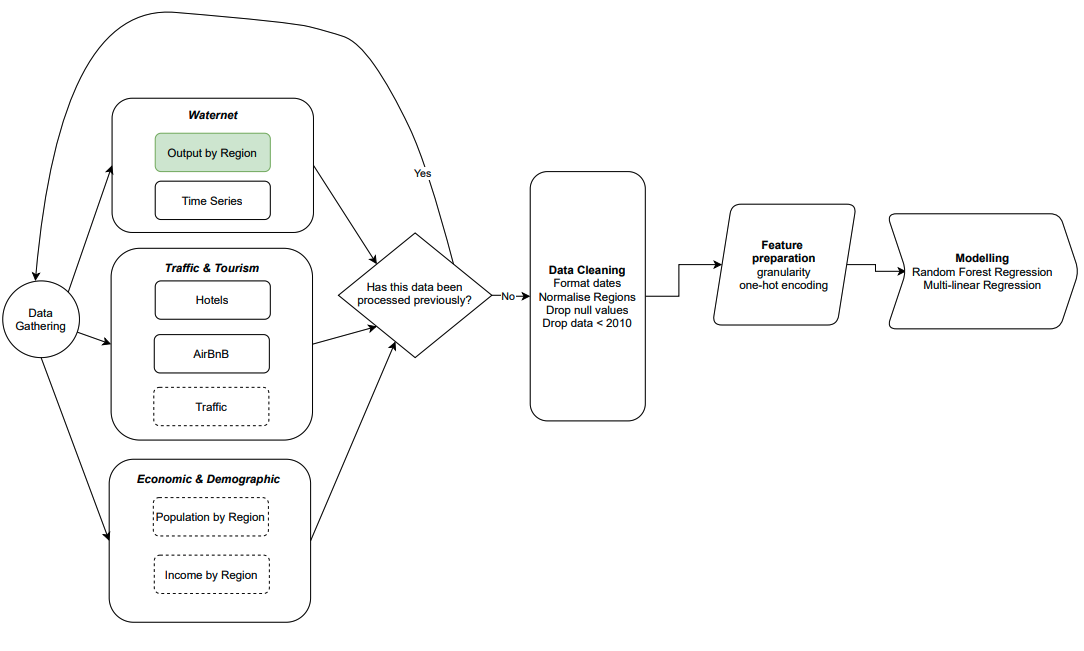 Waternet
Output by Region
Time Series
Yes
Traffic & Tourism
Hotels
AirBnB
Traffic
Data
Gathering
Economic & Demographic
Population by Region
Income by Region
Has this data been
processed previously?
No
Data Cleaning
Format dates
Normalise Regions
Drop null values
Drop data < 2010
Feature
preparation
granularity
one-hot encoding
Modelling
Random Forest Regression
Multi-linear Regression